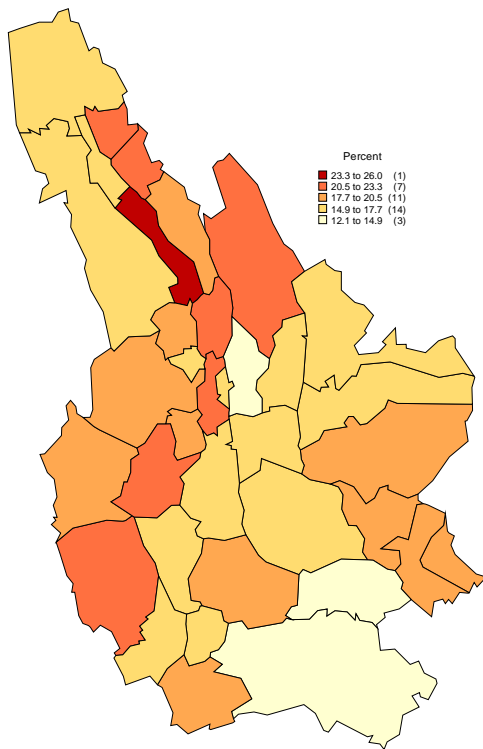 Percent
23.3 to 26.0 (1)
20.5 to 23.3 (7)
17.7 to 20.5 (11)
14.9 to 17.7 (14)
12.1 to 14.9 (3)